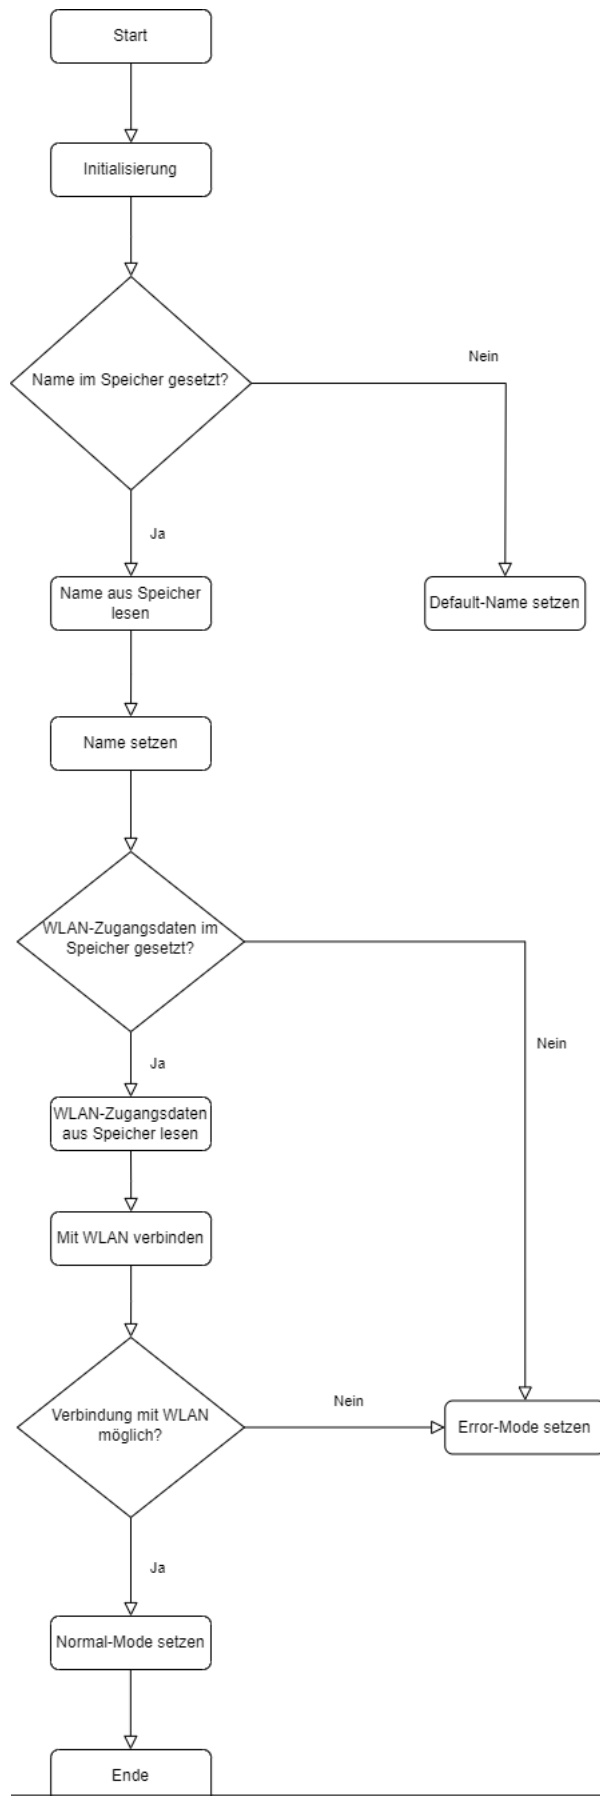 Start
Initialisierung
Name im Speicher gesetzt?
Nein
Ja
Name aus Speicher
lesen
Default-Name setzen
Name setzen
WLAN-Zugangsdaten im
Speicher gesetzt?
Nein
Ja
WLAN-Zugangsdaten
aus Speicher lesen
Mit WLAN verbinden
Verbindung mit WLAN
möglich?
Nein
Error-Mode setzen
Ja
Normal-Mode setzen
Ende